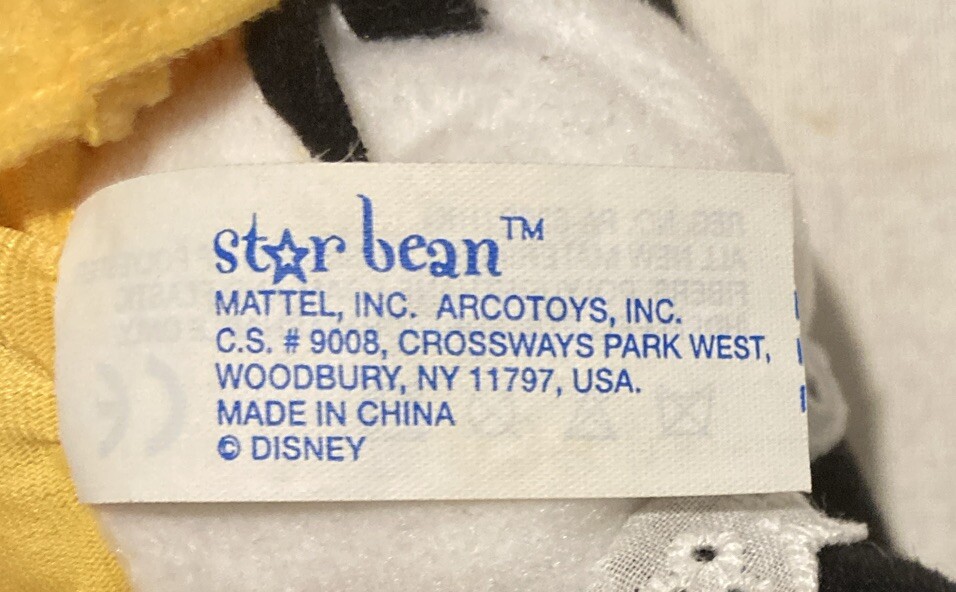 star bean™
MATTEL, INC. ARCOTOYS, INC.
C.S. # 9008, CROSSWAYS PARK WEST,
WOODBURY, NY 11797, USA.
MADE IN CHINA
© DISNEY